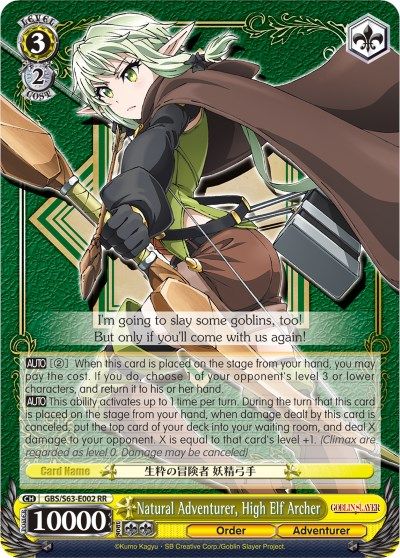 LEVEL
3
2
COST
I'm going to slay some goblins, too!
But only if you'll come with us again!
AUTO [②] When this card is placed on the stage from your hand, you may
pay the cost. If you do, choose 1 of your opponent's level 3 or lower
characters, and return it to his or her hand.
AUTO This ability activates up to 1 time per turn. During the turn that this
card is placed on the stage from your hand, when damage dealt by this card is
canceled, put the top card of your deck into your waiting room, and deal X
damage to your opponent. X is equal to that card's level +1. (Climax are
regarded as level 0. Damage may be canceled)
Card Name 生粋の冒険者 妖精弓手
CH GBS/S63-E002 RR
POWER 10000 SOUL 2
Natural Adventurer, High Elf Archer
GOBLIN SLAYER
Order Adventurer
©Kumo Kagyu・SB Creative Corp./Goblin Slayer Project.